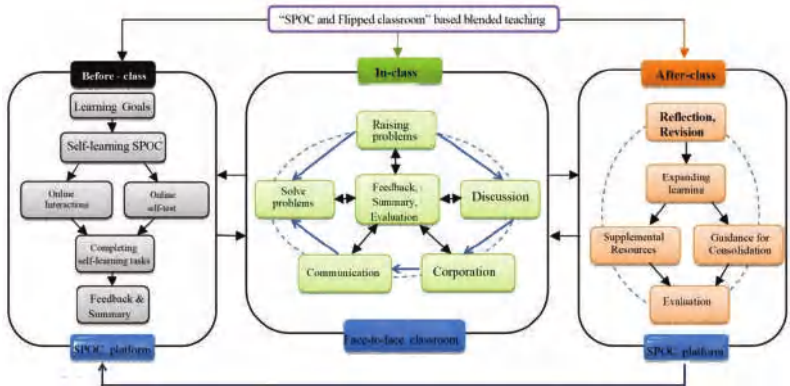 “SPOC and Flipped classroom” based blended teaching
Before - class
Learning Goals
Self-learning SPOC
Online
Interactions
Online
self-test
Completing
self-learning tasks
Feedback &
Summary
SPOC platform
In-class
Raising
problems
Solve
problems
Feedback,
Summary,
Evaluation
Discussion
Communication
Corporation
Face-to-face classroom
After-class
Reflection,
Revision
Expanding
learning
Supplemental
Resources
Guidance for
Consolidation
Evaluation
SPOC platform